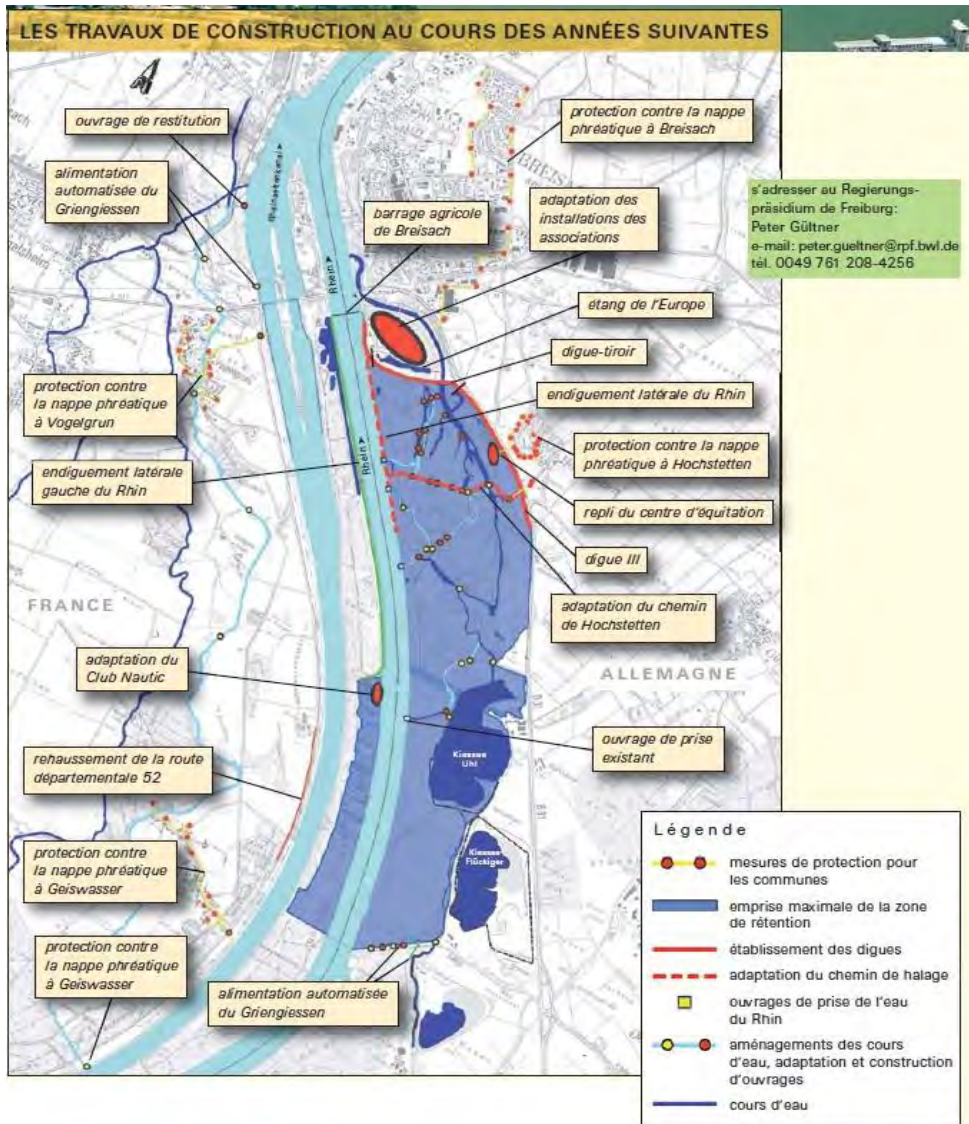 LES TRAVAUX DE CONSTRUCTION AU COURS DES ANNÉES SUIVANTES
ouvrage de restitution
alimentation
automatisée du
Griengiessen
protection contre la nappe
phréatique à Breisach
s'adresser au Regierungs-
präsidium de Freiburg:
Peter Gültner
e-mail: peter.gueltner@rpf.bwl.de
tél. 0049 761 208-4256
barrage agricole
de Breisach
adaptation des
installations des
associations
Rhein
étang de l'Europe
digue-tiroir
protection contre
la nappe phréatique
à Vogelgrun
endiguement latérale du Rhin
protection contre la nappe
phréatique à Hochstetten
endiguement latérale
gauche du Rhin
Rhein
repli du centre d'équitation
digue III
FRANCE
adaptation du chemin
de Hochstetten
adaptation du
Club Nautic
ALLEMAGNE
rehaussement de la route
départementale 52
Kiessee
Uhl
ouvrage de prise
existant
protection contre
la nappe phréatique
à Geiswasser
Kiessee
Flückiger
protection contre
la nappe phréatique
à Geiswasser
alimentation automatisée
du Griengiessen
Légende
mesures de protection pour
les communes
emprise maximale de la zone
de rétention
établissement des digues
adaptation du chemin de halage
ouvrages de prise de l'eau
du Rhin
aménagements des cours
d'eau, adaptation et construction
d'ouvrages
cours d'eau